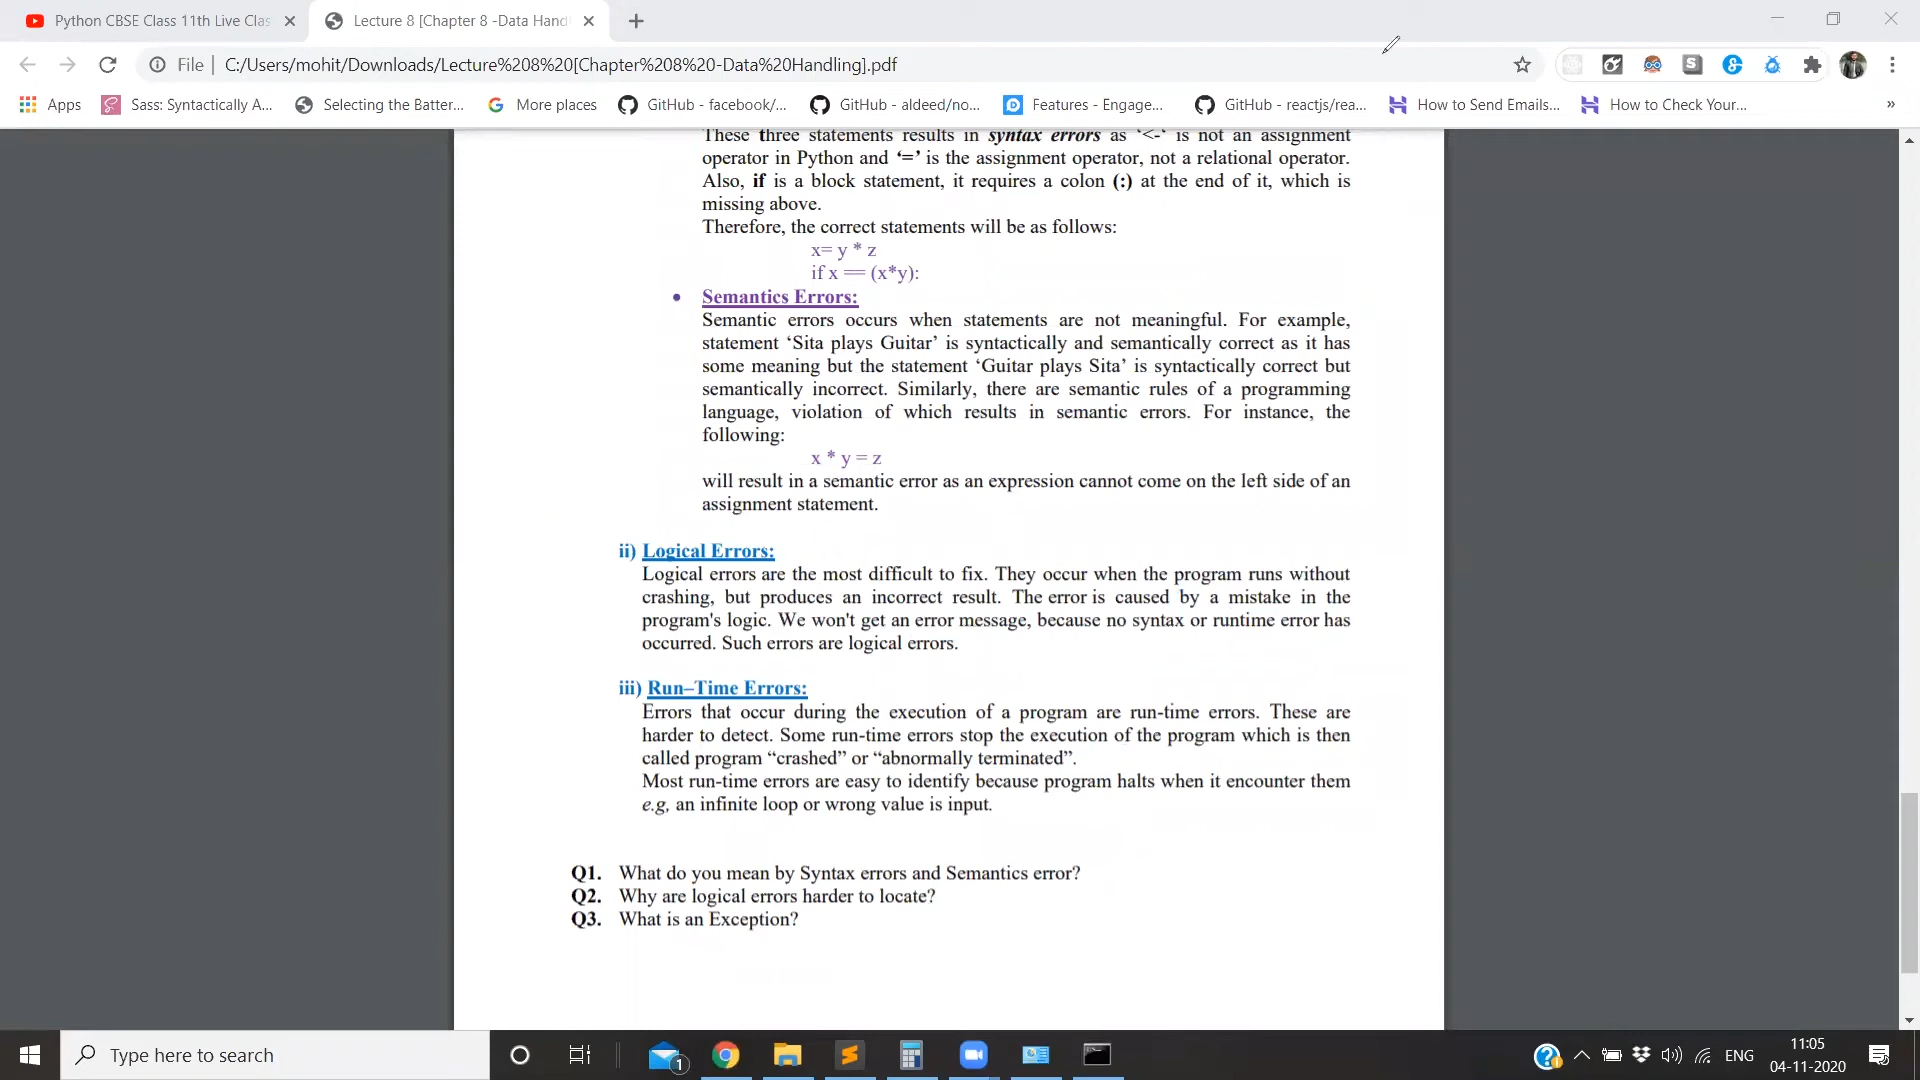 Python CBSE Class 11th Live Clas
Lecture 8 [Chapter 8 -Data Hand
File
C:/Users/mohit/Downloads/Lecture%208%20[Chapter%208%20-Data%20Handling].pdf
Apps
Sass: Syntactically A...
Selecting the Batter...
More places
GitHub - facebook/...
GitHub - aldeed/no...
Features - Engage...
GitHub - reactjs/rea...
How to Send Emails...
How to Check Your...
»
These three statements results in syntax errors as ‘<-‘ is not an assignment
operator in Python and ‘=’ is the assignment operator, not a relational operator.
Also, if is a block statement, it requires a colon (:) at the end of it, which is
missing above.
Therefore, the correct statements will be as follows:
x= y * z
if x == (x*y):
• Semantics Errors:
Semantic errors occurs when statements are not meaningful. For example,
statement ‘Sita plays Guitar’ is syntactically and semantically correct as it has
some meaning but the statement ‘Guitar plays Sita’ is syntactically correct but
semantically incorrect. Similarly, there are semantic rules of a programming
language, violation of which results in semantic errors. For instance, the
following:
x * y = z
will result in a semantic error as an expression cannot come on the left side of an
assignment statement.
ii) Logical Errors:
Logical errors are the most difficult to fix. They occur when the program runs without
crashing, but produces an incorrect result. The error is caused by a mistake in the
program's logic. We won't get an error message, because no syntax or runtime error has
occurred. Such errors are logical errors.
iii) Run–Time Errors:
Errors that occur during the execution of a program are run-time errors. These are
harder to detect. Some run-time errors stop the execution of the program which is then
called program “crashed” or “abnormally terminated”.
Most run-time errors are easy to identify because program halts when it encounter them
e.g, an infinite loop or wrong value is input.
Q1. What do you mean by Syntax errors and Semantics error?
Q2. Why are logical errors harder to locate?
Q3. What is an Exception?
Type here to search
1
ENG
11:05
04-11-2020